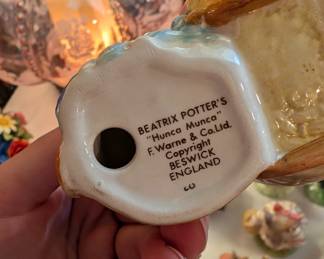 BEATRIX POTTER'S
"Hunca Munca"
F. Warne & Co.Ltd.
Copyright
BESWICK
ENGLAND